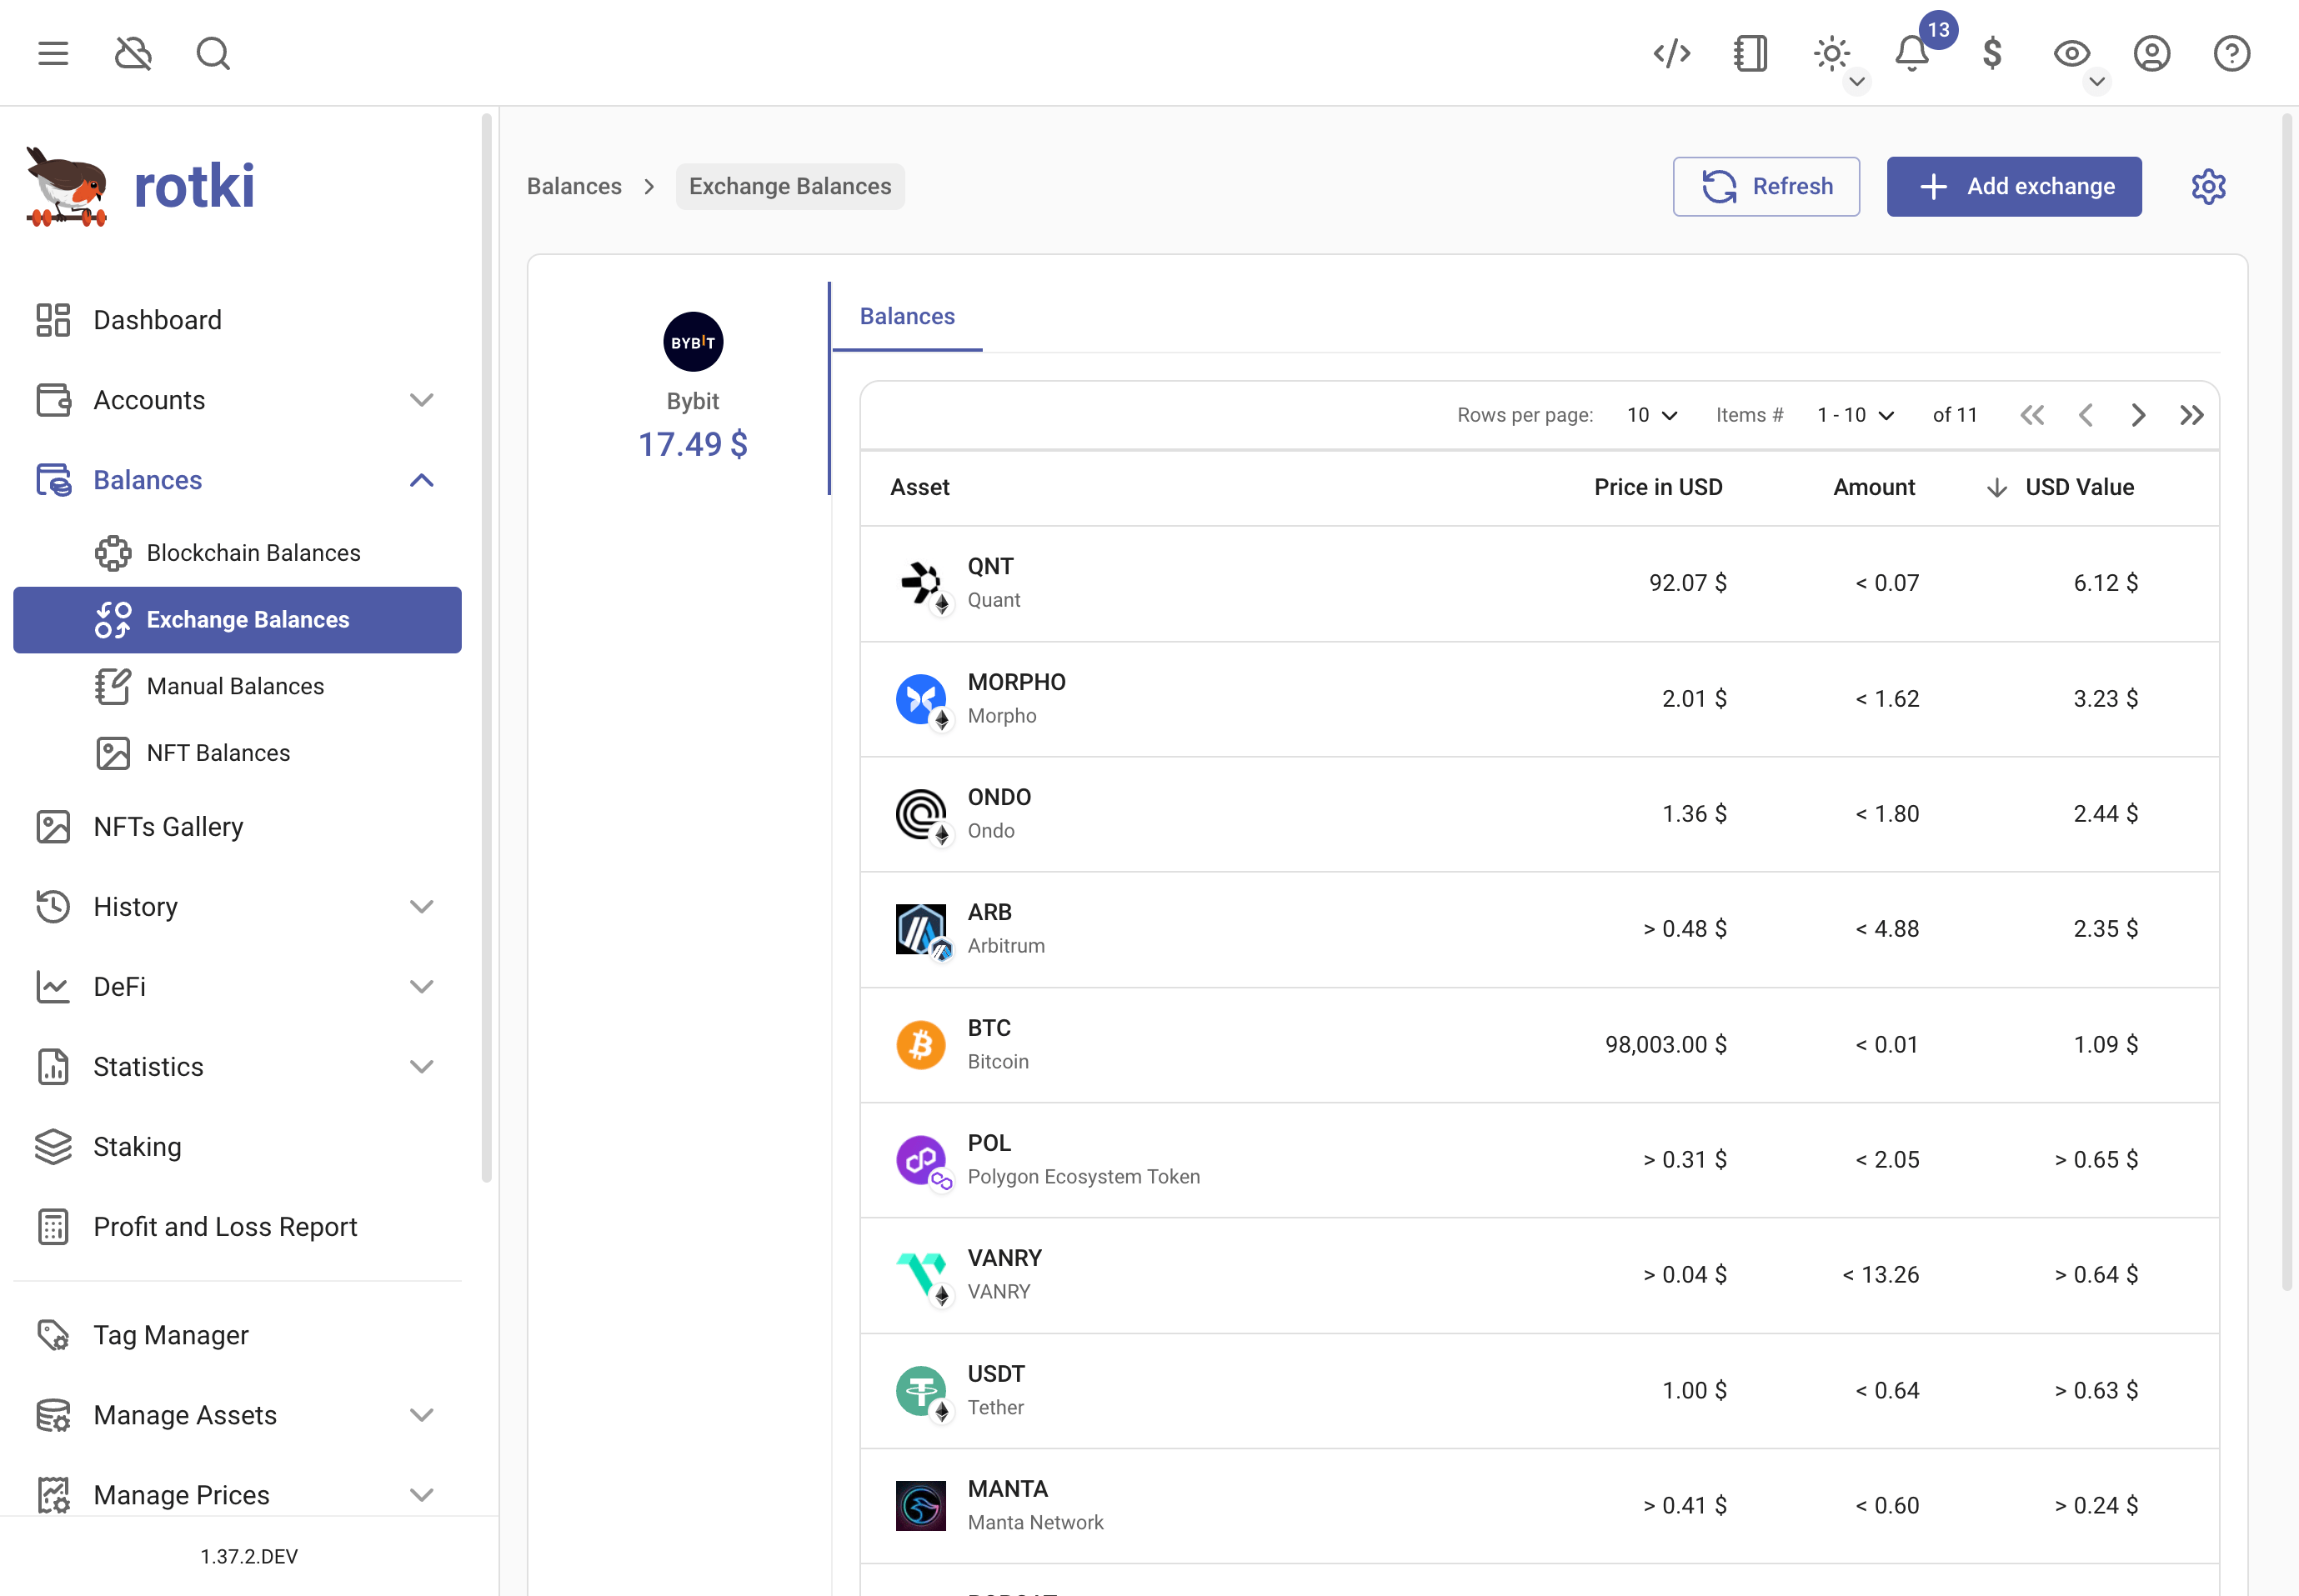 13
rotki
Dashboard
Accounts
Balances
Blockchain Balances
Exchange Balances
Manual Balances
NFT Balances
NFTs Gallery
History
DeFi
Statistics
Staking
Profit and Loss Report
Tag Manager
Manage Assets
Manage Prices
1.37.2.DEV
Balances > Exchange Balances
Refresh
+ Add exchange
BYBIT
Bybit
17.49 $
Balances
Rows per page: 10 Items # 1 - 10 of 11
Asset Price in USD Amount USD Value
QNT
Quant
92.07 $ < 0.07 6.12 $
MORPHO
Morpho
2.01 $ < 1.62 3.23 $
ONDO
Ondo
1.36 $ < 1.80 2.44 $
ARB
Arbitrum
> 0.48 $ < 4.88 2.35 $
BTC
Bitcoin
98,003.00 $ < 0.01 1.09 $
POL
Polygon Ecosystem Token
> 0.31 $ < 2.05 > 0.65 $
VANRY
VANRY
> 0.04 $ < 13.26 > 0.64 $
USDT
Tether
1.00 $ < 0.64 > 0.63 $
MANTA
Manta Network
> 0.41 $ < 0.60 > 0.24 $